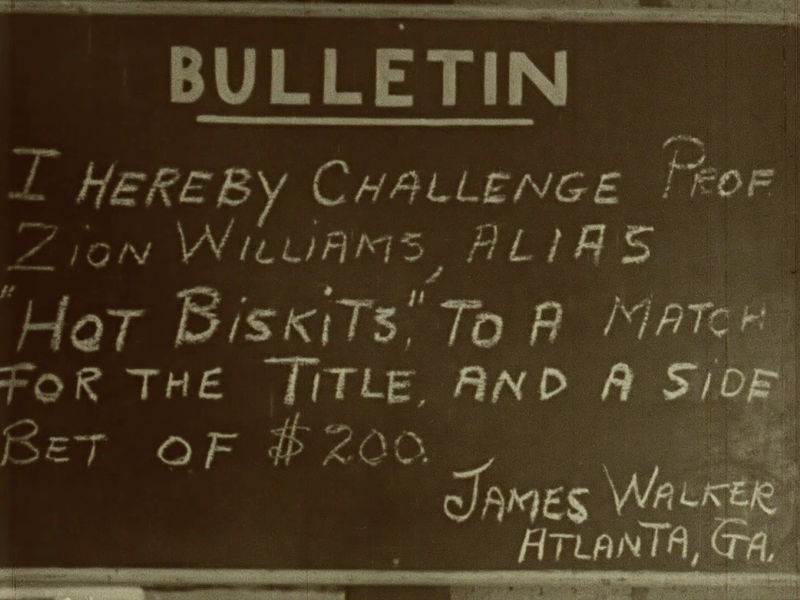 BULLETIN
I HEREBY CHALLENGE PROF.
ZION WILLIAMS, ALIAS
"HOT BISKITS," TO A MATCH
FOR THE TITLE, AND A SIDE
BET OF $200.
JAMES WALKER
ATLANTA, GA.